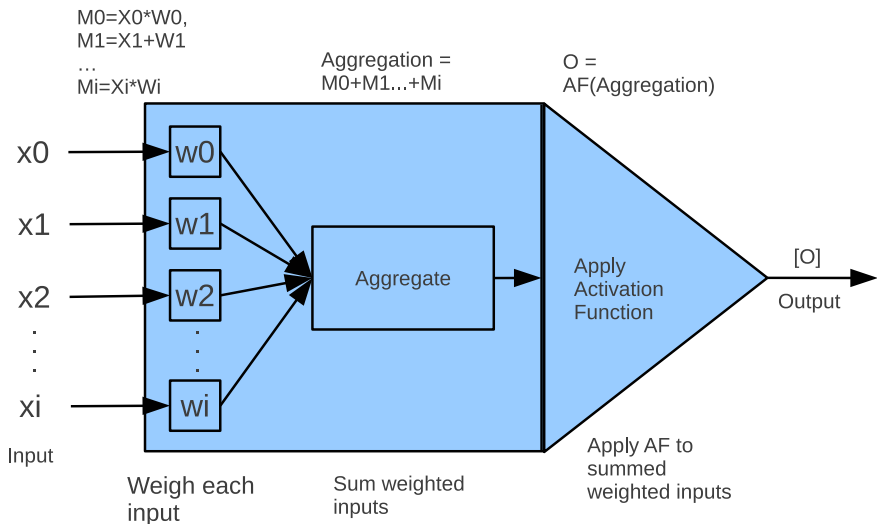 M0=X0*W0,
M1=X1+W1
...
Mi=Xi*Wi
Aggregation =
M0+M1...+Mi
O =
AF(Aggregation)
x0
w0
x1
w1
x2
w2
xi
wi
Aggregate
Apply
Activation
Function
[O]
Output
Input
Weigh each
input
Sum weighted
inputs
Apply AF to
summed
weighted inputs